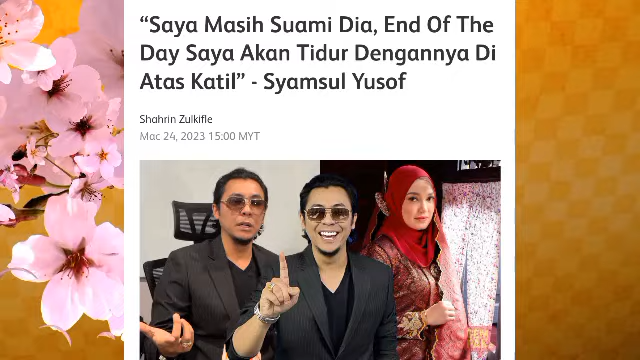 “Saya Masih Suami Dia, End Of The
Day Saya Akan Tidur Dengannya Di
Atas Katil” - Syamsul Yusof
Shahrin Zulkifle
Mac 24, 2023 15:00 MYT